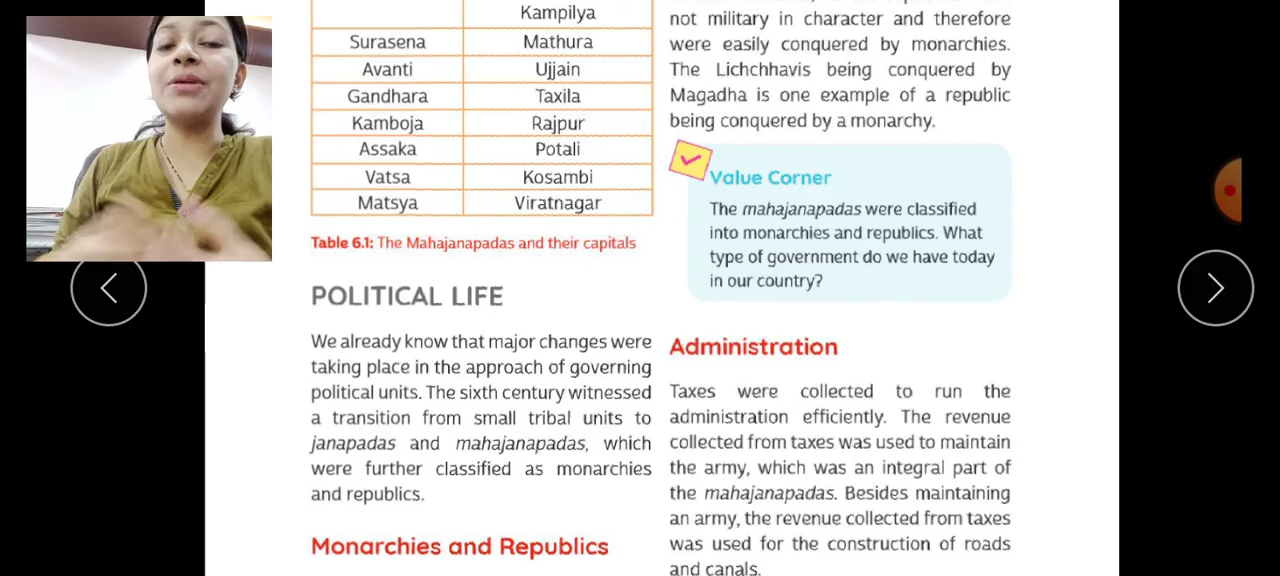 Kampilya
Surasena Mathura
Avanti Ujjain
Gandhara Taxila
Kamboja Rajpur
Assaka Potali
Vatsa Kosambi
Matsya Viratnagar
Table 6.1: The Mahajanapadas and their capitals
POLITICAL LIFE
We already know that major changes were
taking place in the approach of governing
political units. The sixth century witnessed
a transition from small tribal units to
janapadas and mahajanapadas, which
were further classified as monarchies
and republics.
Monarchies and Republics
not military in character and therefore
were easily conquered by monarchies.
The Lichchhavis being conquered by
Magadha is one example of a republic
being conquered by a monarchy.
Value Corner
The mahajanapadas were classified
into monarchies and republics. What
type of government do we have today
in our country?
Administration
Taxes were collected to run the
administration efficiently. The revenue
collected from taxes was used to maintain
the army, which was an integral part of
the mahajanapadas. Besides maintaining
an army, the revenue collected from taxes
was used for the construction of roads
and canals.